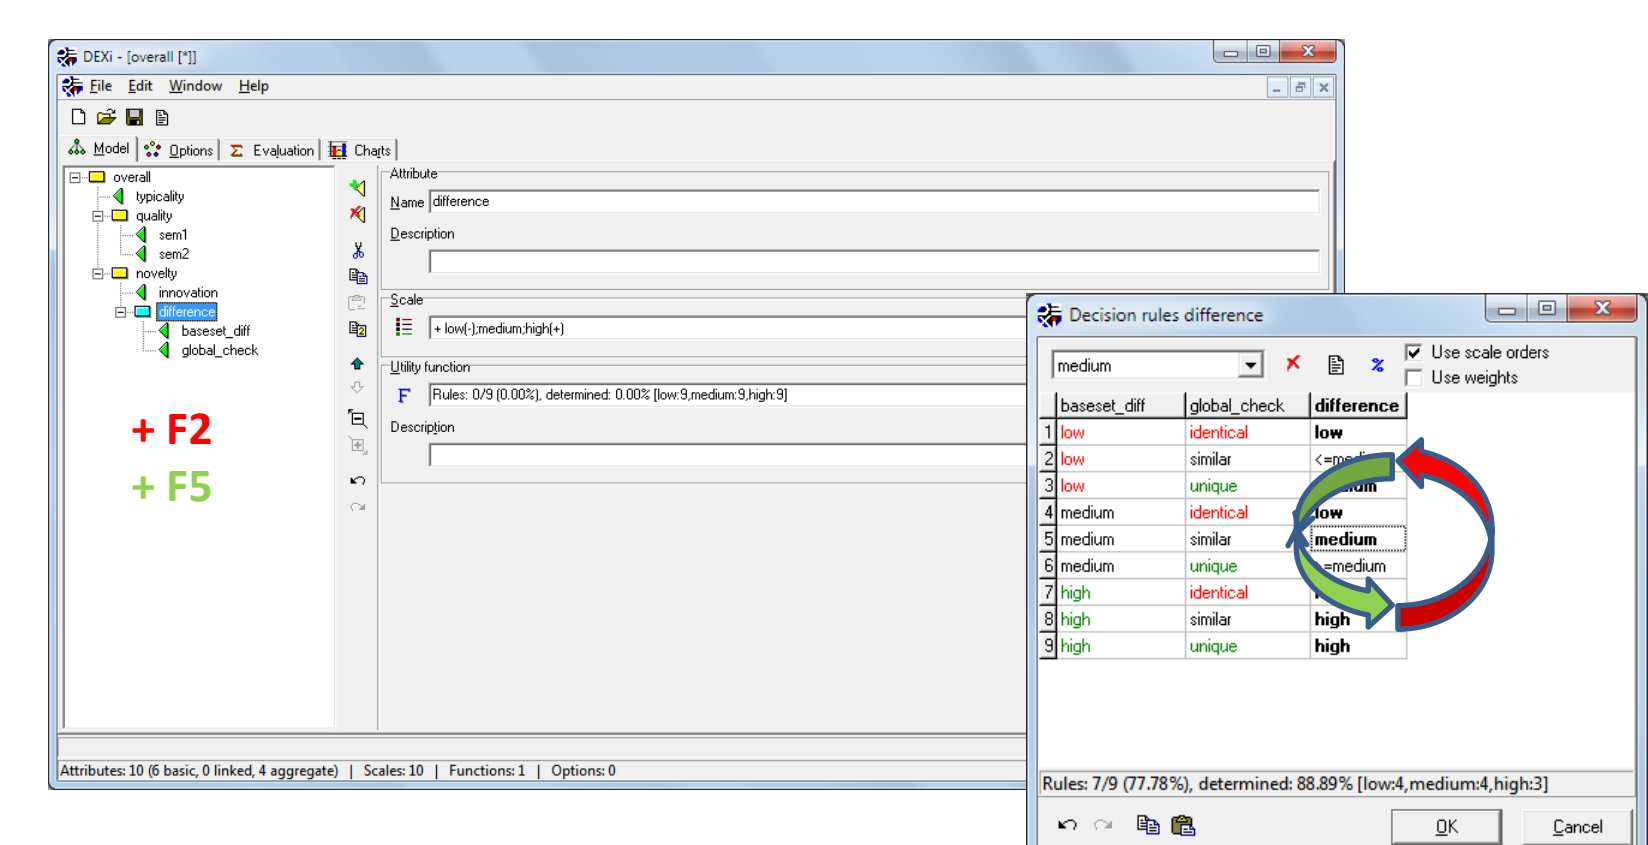 DEXi - [overall [*]]
File Edit Window Help
Model Options Evaluation Charts
overall
typicality
quality
sem1
sem2
novelty
innovation
difference
baseset_diff
global_check
+ F2
+ F5
Attribute
Name difference
Description
Scale
+ low(-);medium;high(+)
Utility function
F Rules: 0/9 (0.00%), determined: 0.00% [low:9,medium:9,high:9]
Description
Attributes: 10 (6 basic, 0 linked, 4 aggregate) | Scales: 10 | Functions: 1 | Options: 0
Decision rules difference
medium
% Use scale orders
Use weights
baseset_diff global_check difference
1 low identical low
2 low similar
3 low unique
4 medium identical low
5 medium similar medium
6 medium unique =medium
7 high identical
8 high similar high
9 high unique high
Rules: 7/9 (77.78%), determined: 88.89% [low:4,medium:4,high:3]
OK Cancel